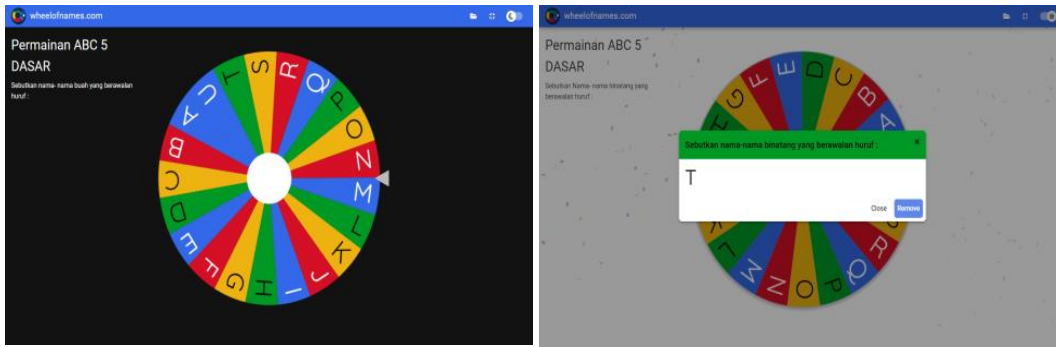 wheelofnames.com
Permainan ABC 5
DASAR
Sebutkan nama- nama buah yang berawalan
huruf :
S
R
Q
P
O
N
M
L
K
J
I
H
G
F
E
D
C
B
A
U
T
wheelofnames.com
Permainan ABC 5
DASAR
Sebutkan Nama- nama binatang yang
berawalan huruf :
H
G
F
E
D
C
B
A
Sebutkan nama-nama binatang yang berawalan huruf :
×
T
Close Remove
R
Q
P
O
N
M
L
K